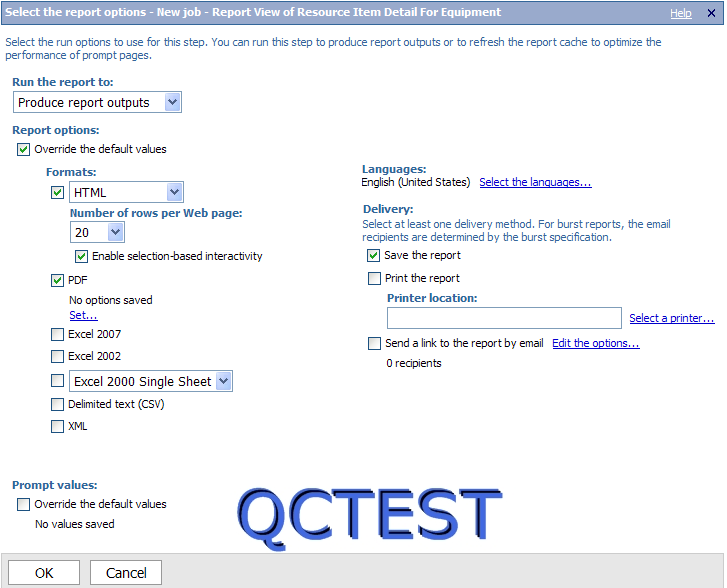 Select the report options - New job - Report View of Resource Item Detail For Equipment
Help
Select the run options to use for this step. You can run this step to produce report outputs or to refresh the report cache to optimize the
performance of prompt pages.
Run the report to:
Produce report outputs
Report options:
Override the default values
Formats:
HTML
Number of rows per Web page:
20
Enable selection-based interactivity
PDF
No options saved
Set...
Excel 2007
Excel 2002
Excel 2000 Single Sheet
Delimited text (CSV)
XML
Languages:
English (United States) Select the languages...
Delivery:
Select at least one delivery method. For burst reports, the email
recipients are determined by the burst specification.
Save the report
Print the report
Printer location:
Select a printer...
Send a link to the report by email Edit the options...
0 recipients
Prompt values:
Override the default values
No values saved
QCTEST
OK Cancel